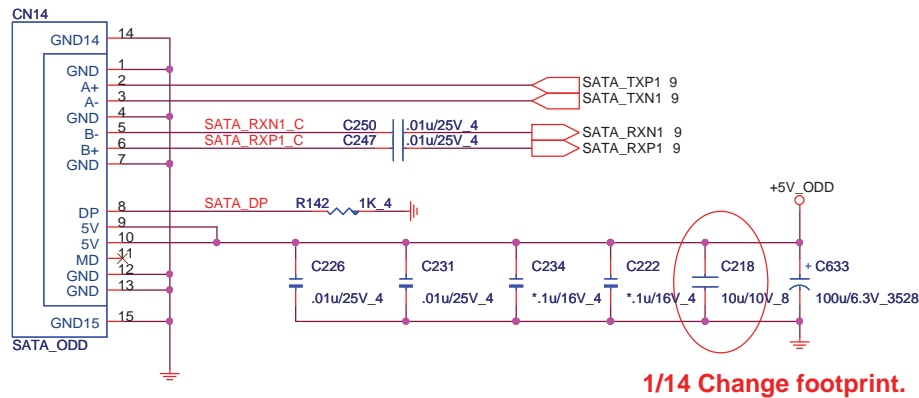 CN14
GND14 14
GND 1
A+ 2 SATA_TXP1 9
A- 3 SATA_TXN1 9
GND 4
B- 5 SATA_RXN1_C C250 .01u/25V_4 SATA_RXN1 9
B+ 6 SATA_RXP1_C C247 .01u/25V_4 SATA_RXP1 9
GND 7
+5V_ODD
DP 8 SATA_DP R142 1K_4
5V 9
5V 10
MD 11
GND 12
GND 13
C226 C231 C234 C222 C218 + C633
.01u/25V_4 .01u/25V_4 *.1u/16V_4 *.1u/16V_4 10u/10V_8 100u/6.3V_3528
GND15 15
SATA_ODD
1/14 Change footprint.